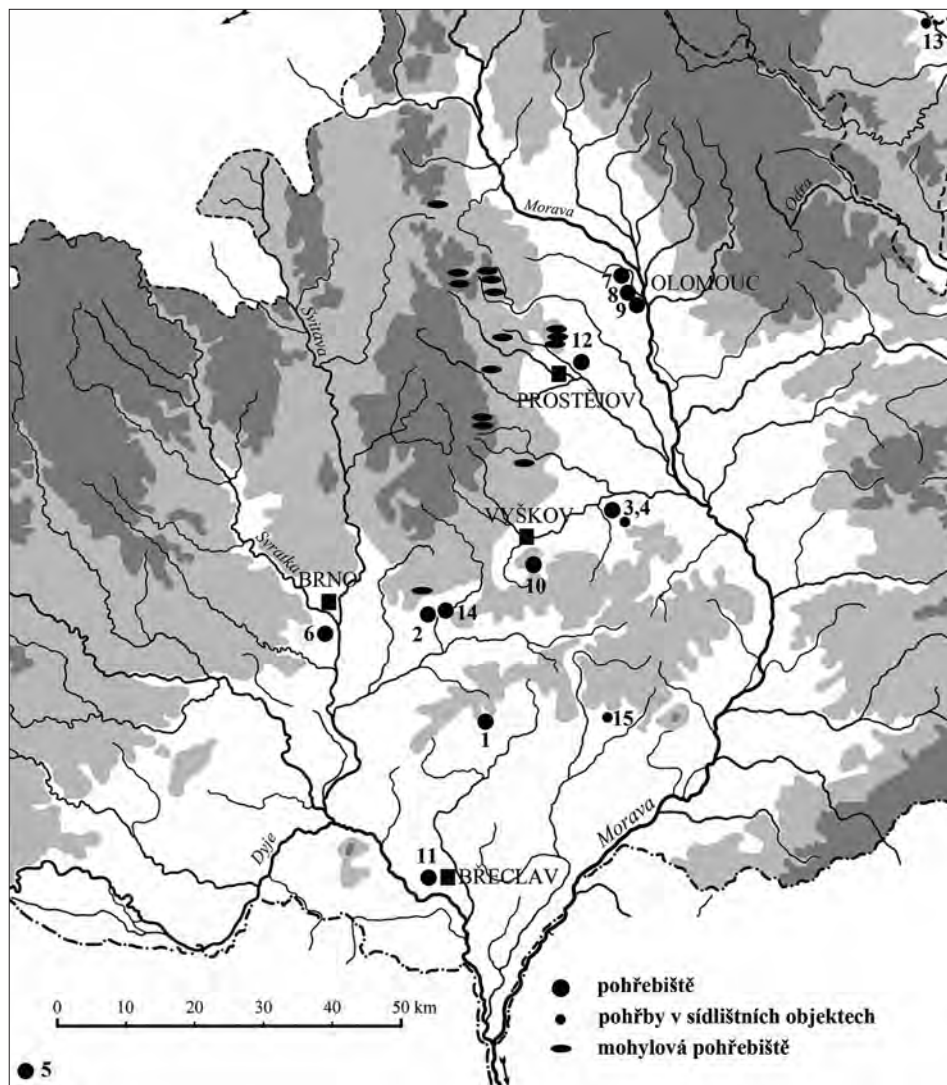 13
Morava
Odra
7
OLOMOUC
8
9
Svitava
12
PROSTĚJOV
3,4
VYŠKOV
Svratka
BRNO
10
14
2
6
15
1
Morava
Dyje
11
BŘECLAV
0 10 20 30 40 50 km
pohřebiště
pohřby v sídlištních objektech
mohylová pohřebiště
5